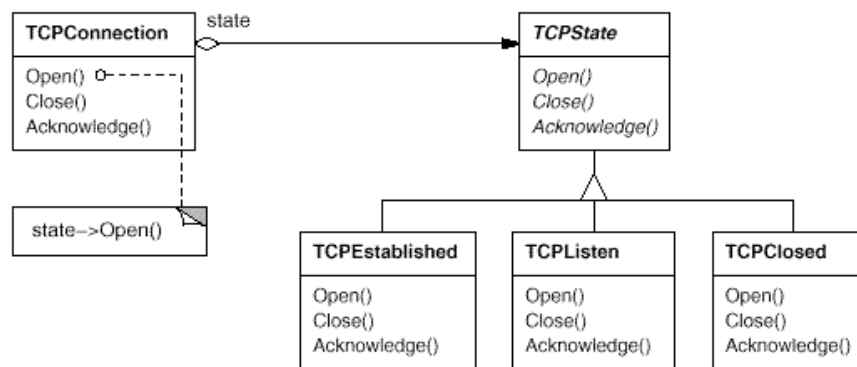 state
TCPConnection
Open()
Close()
Acknowledge()
state->Open()
TCPState
Open()
Close()
Acknowledge()
TCPEstablished
Open()
Close()
Acknowledge()
TCPListen
Open()
Close()
Acknowledge()
TCPClosed
Open()
Close()
Acknowledge()